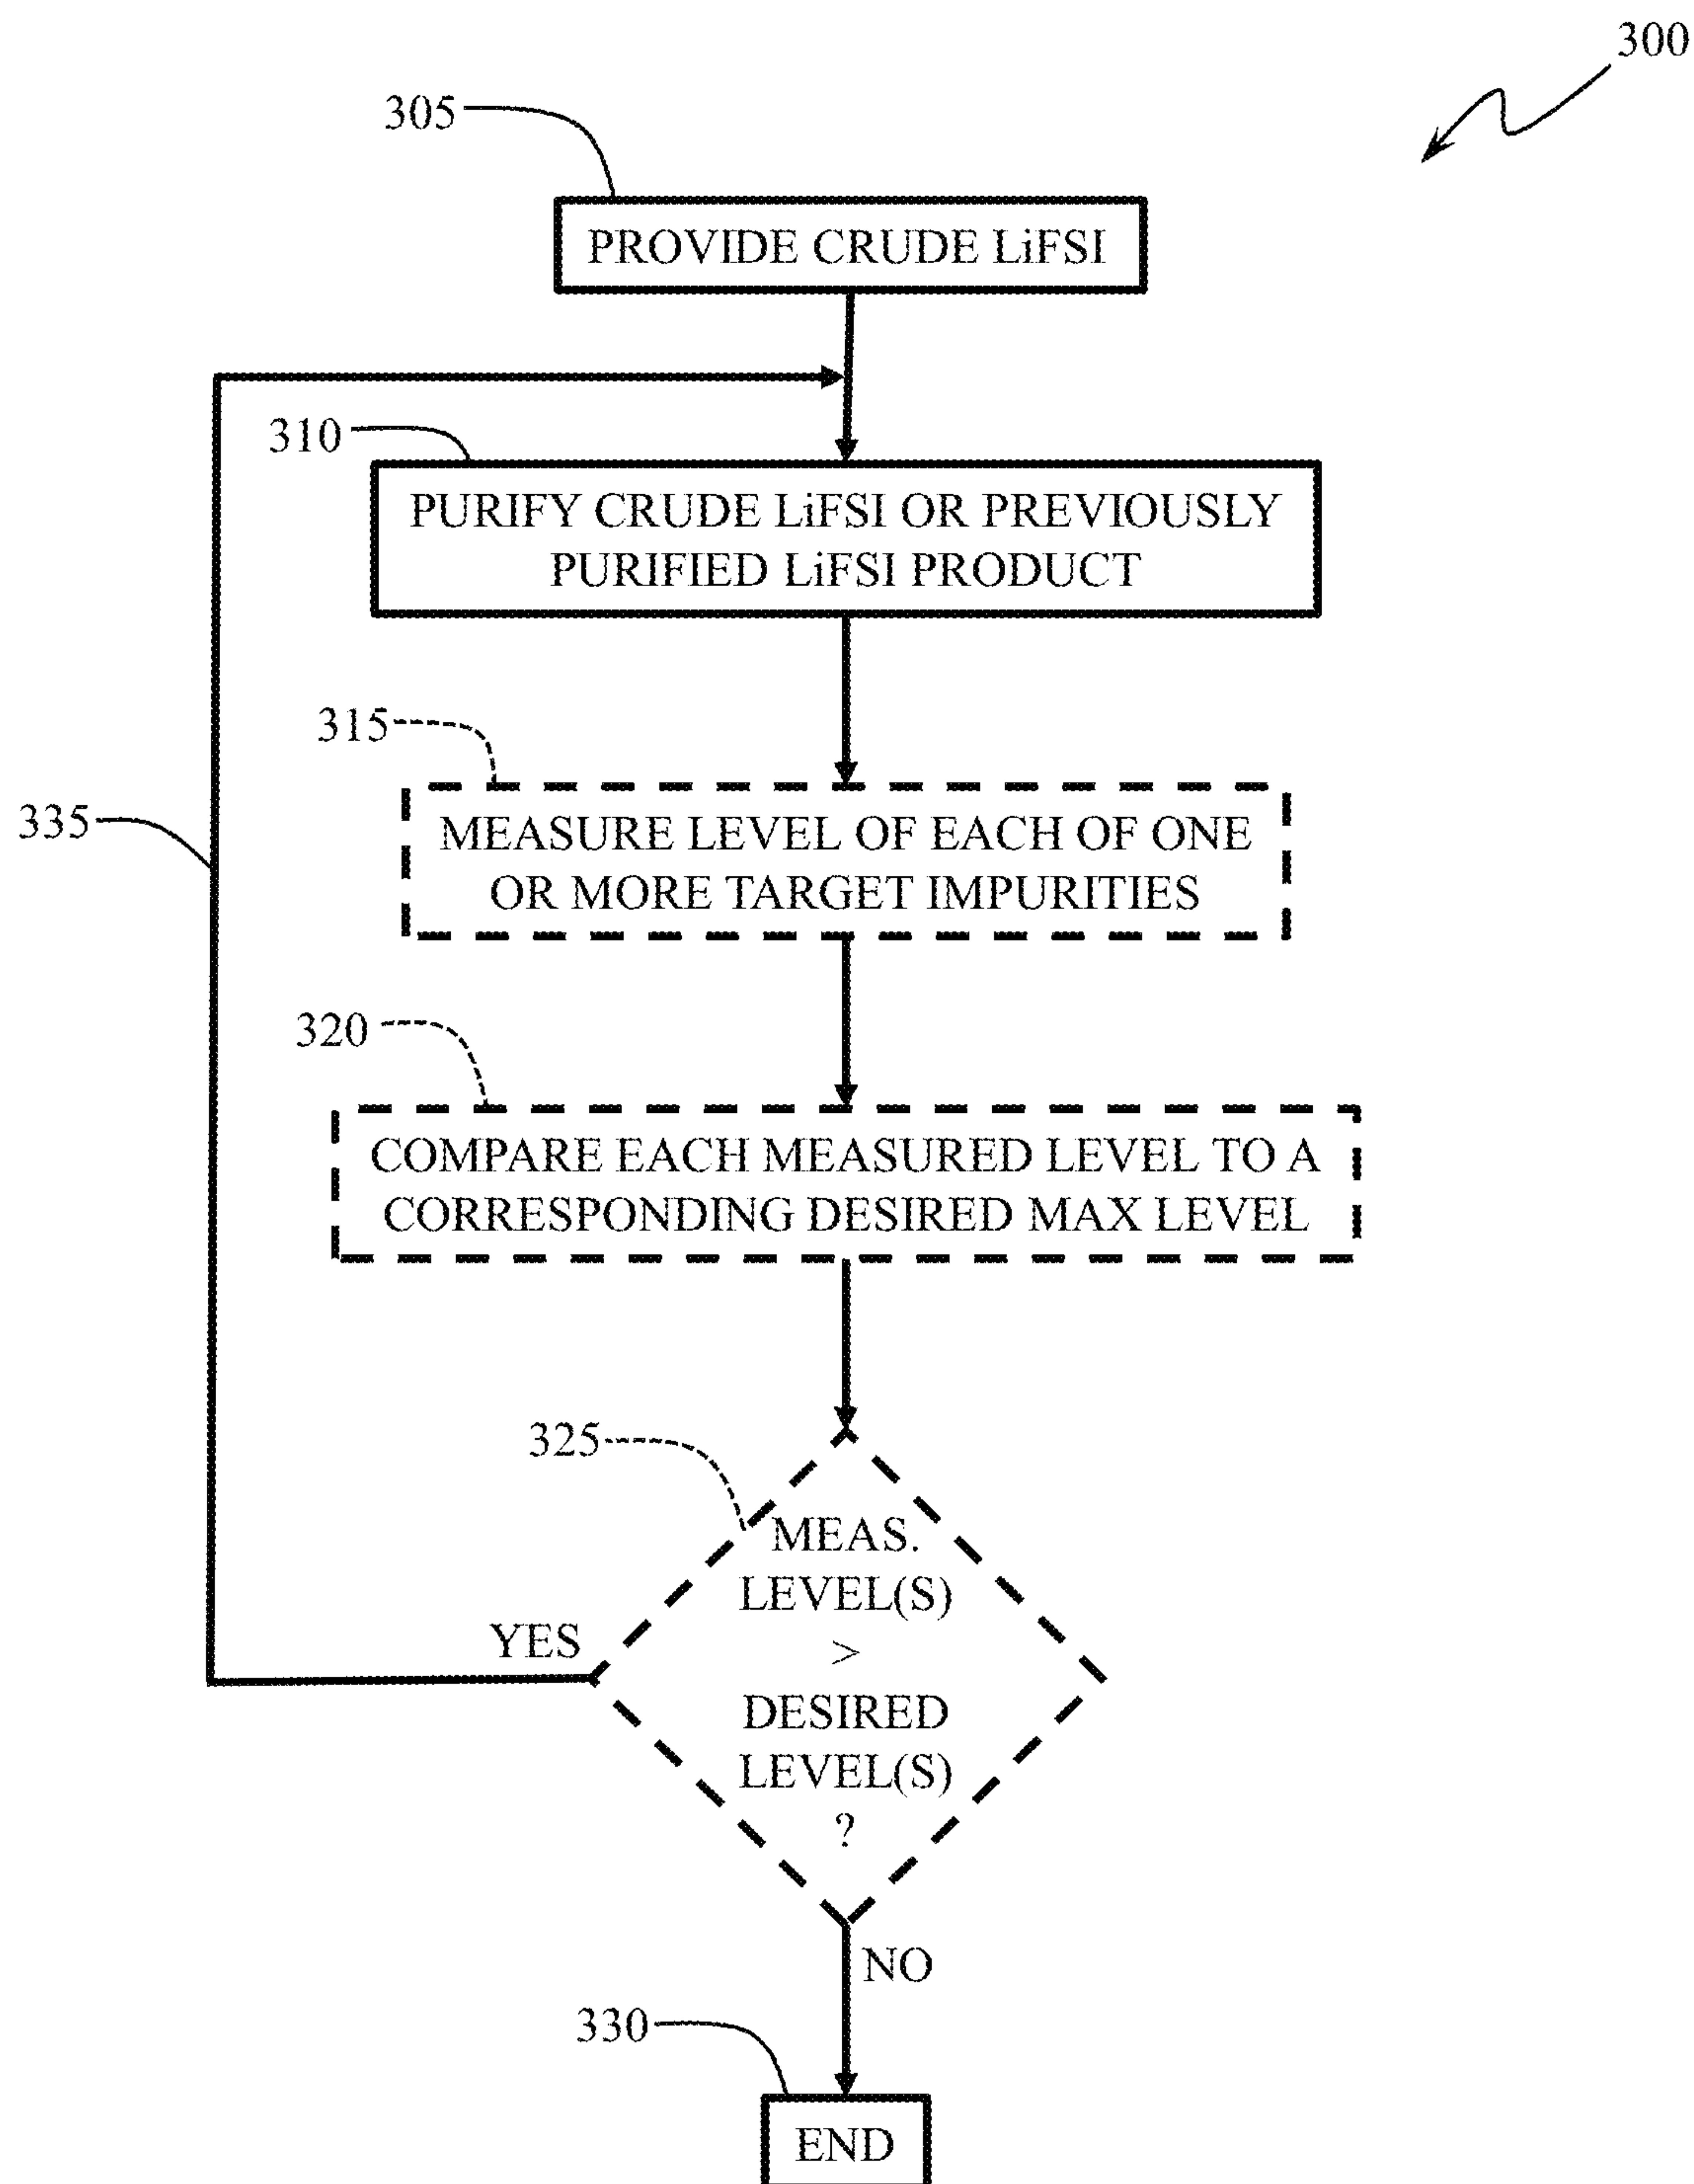 300
305
PROVIDE CRUDE LiFSI
310
PURIFY CRUDE LiFSI OR PREVIOUSLY
PURIFIED LiFSI PRODUCT
315
MEASURE LEVEL OF EACH OF ONE
OR MORE TARGET IMPURITIES
335
320
COMPARE EACH MEASURED LEVEL TO A
CORRESPONDING DESIRED MAX LEVEL
325
MEAS.
LEVEL(S)
>
DESIRED
LEVEL(S)
?
YES
NO
330
END